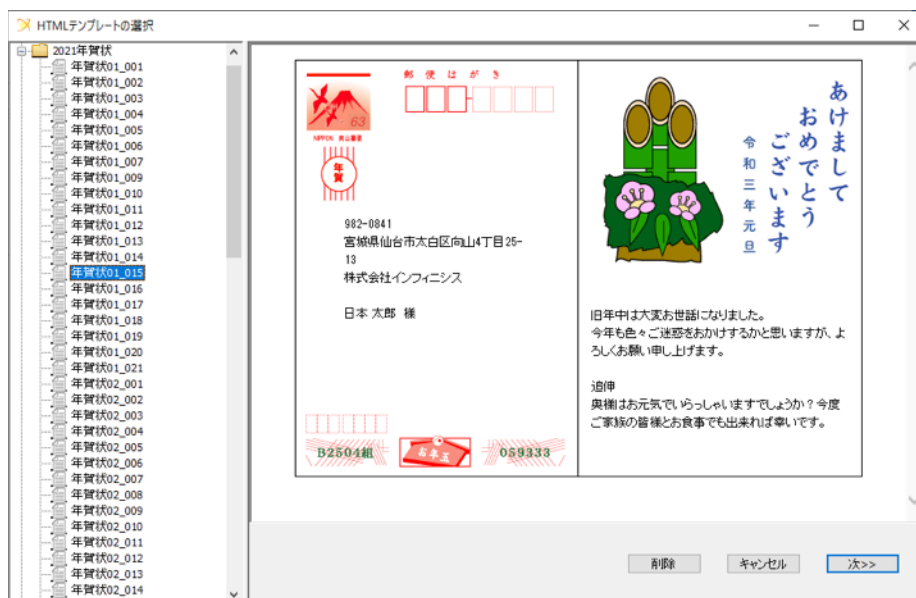 HTMLテンプレートの選択
2021年賀状
年賀状01_001
年賀状01_002
年賀状01_003
年賀状01_004
年賀状01_005
年賀状01_006
年賀状01_007
年賀状01_009
年賀状01_010
年賀状01_011
年賀状01_012
年賀状01_013
年賀状01_014
年賀状01_015
年賀状01_016
年賀状01_017
年賀状01_018
年賀状01_019
年賀状01_020
年賀状01_021
年賀状02_001
年賀状02_002
年賀状02_003
年賀状02_004
年賀状02_005
年賀状02_006
年賀状02_007
年賀状02_008
年賀状02_009
年賀状02_010
年賀状02_011
年賀状02_012
年賀状02_013
年賀状02_014
郵便はがき
63
NIPPON 向山郵便
年賀
982-0841
宮城県仙台市太白区向山4丁目25-
13
株式会社インフィニシス
日本 太郎 様
B2504組
お年玉
059333
あけまして
おめでとう
ございます
令和三年元旦
旧年中は大変お世話になりました。
今年も色々ご迷惑をおかけするかと思いますが、よ
ろしくお願い申し上げます。
追伸
奥様はお元気でいらっしゃいますでしょうか？今度
ご家族の皆様とお食事でも出来れば幸いです。
削除
キャンセル
次>>